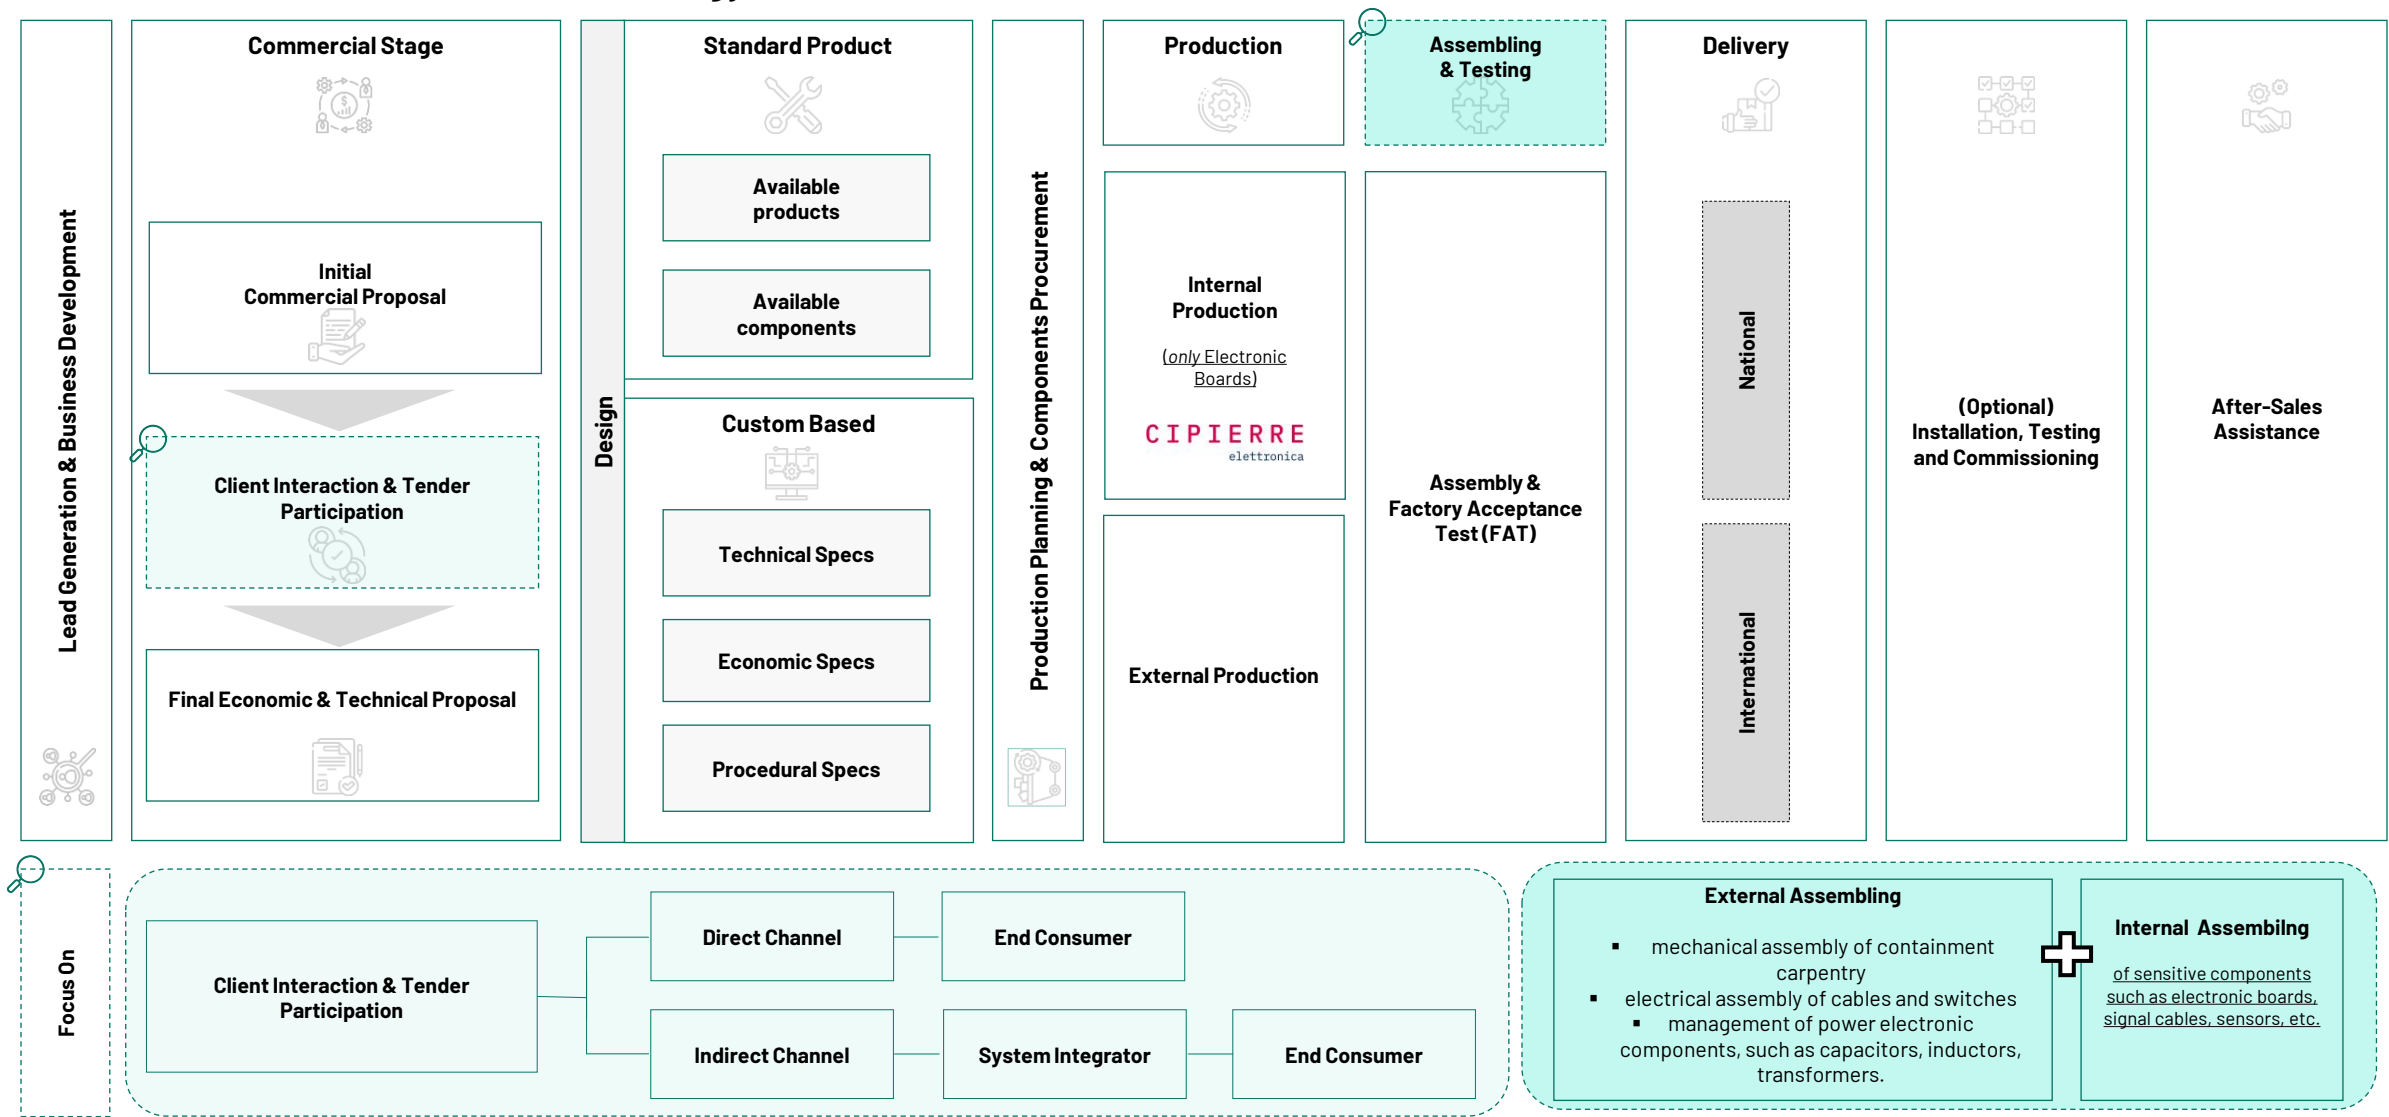 Lead Generation & Business Development
Commercial Stage
Initial
Commercial Proposal
Client Interaction & Tender
Participation
Final Economic & Technical Proposal
Design
Standard Product
Available
products
Available
components
Custom Based
Technical Specs
Economic Specs
Procedural Specs
Production Planning & Components Procurement
Production
Internal
Production
(only Electronic
Boards)
CIPIERRE
elettronica
External Production
Assembling
& Testing
Assembly &
Factory Acceptance
Test (FAT)
Delivery
National
International
(Optional)
Installation, Testing
and Commissioning
After-Sales
Assistance
Focus On
Client Interaction & Tender
Participation
Direct Channel
End Consumer
Indirect Channel
System Integrator
End Consumer
External Assembling
▪ mechanical assembly of containment
carpentry
▪ electrical assembly of cables and switches
▪ management of power electronic
components, such as capacitors, inductors,
transformers.
Internal Assembilng
of sensitive components
such as electronic boards,
signal cables, sensors, etc.